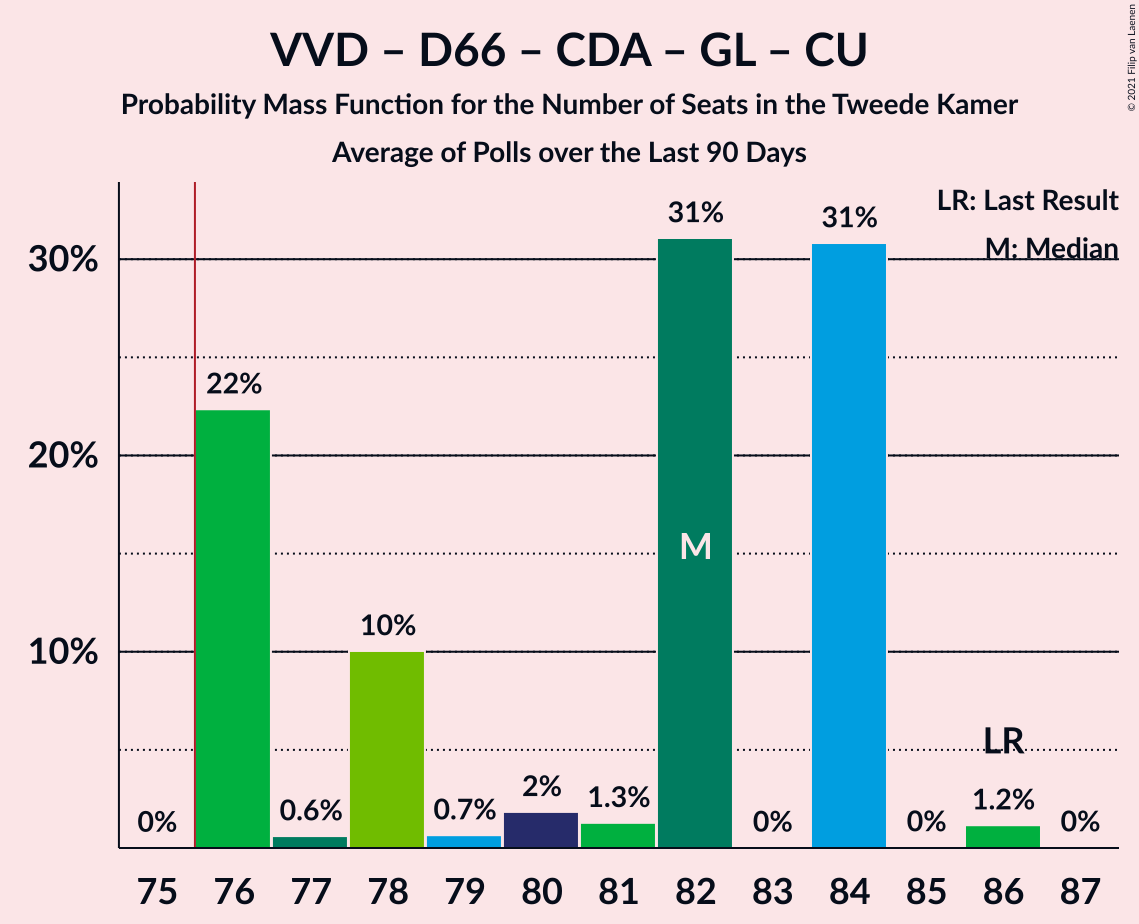 VVD – D66 – CDA – GL – CU
Probability Mass Function for the Number of Seats in the Tweede Kamer
Average of Polls over the Last 90 Days
© 2021 Filip van Laenen
LR: Last Result
M: Median
30%
20%
10%
0%
22%
0.6%
10%
0.7%
2%
1.3%
31%
M
0%
31%
0%
LR
1.2%
0%
75 76 77 78 79 80 81 82 83 84 85 86 87